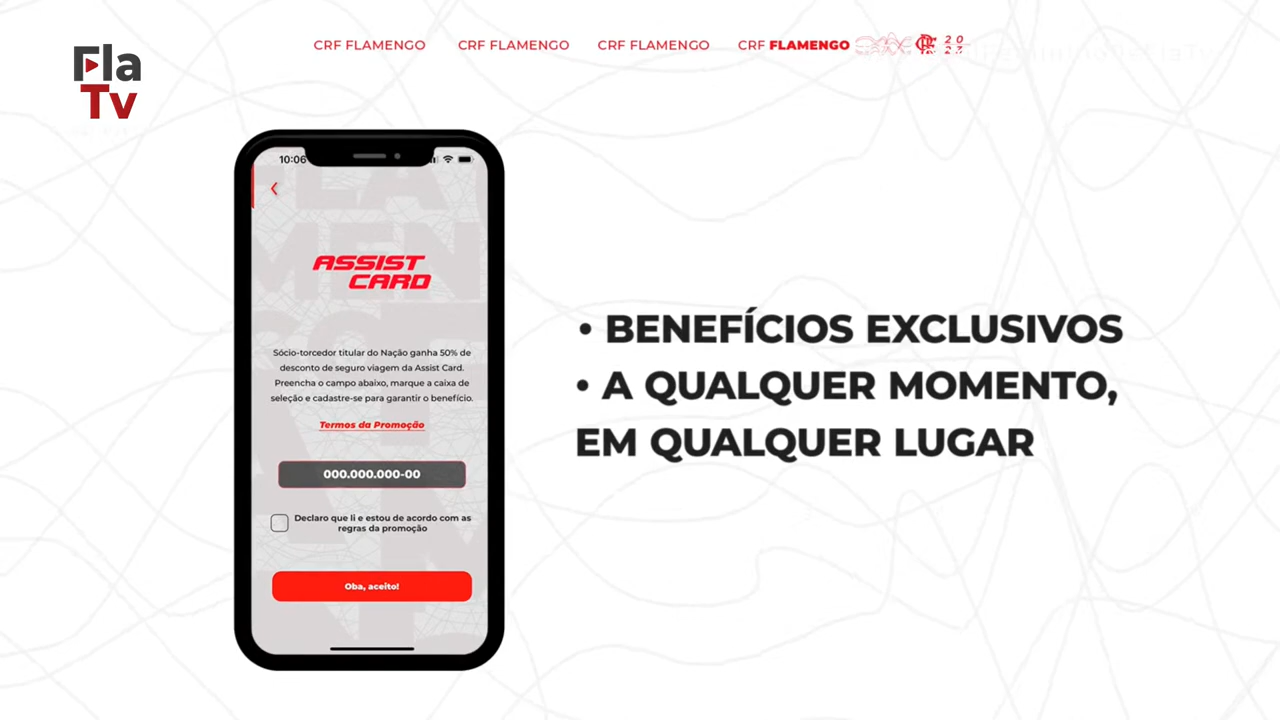 Fla
Tv
CRF FLAMENGO CRF FLAMENGO CRF FLAMENGO CRF FLAMENGO
20
10:06
ASSIST
CARD
Sócio-torcedor titular do Nação ganha 50% de
desconto de seguro viagem da Assist Card.
Preencha o campo abaixo, marque a caixa de
seleção e cadastre-se para garantir o benefício.
Termos da Promoção
000.000.000-00
Declaro que li e estou de acordo com as
regras da promoção
Oba, aceito!
• BENEFÍCIOS EXCLUSIVOS
• A QUALQUER MOMENTO,
EM QUALQUER LUGAR